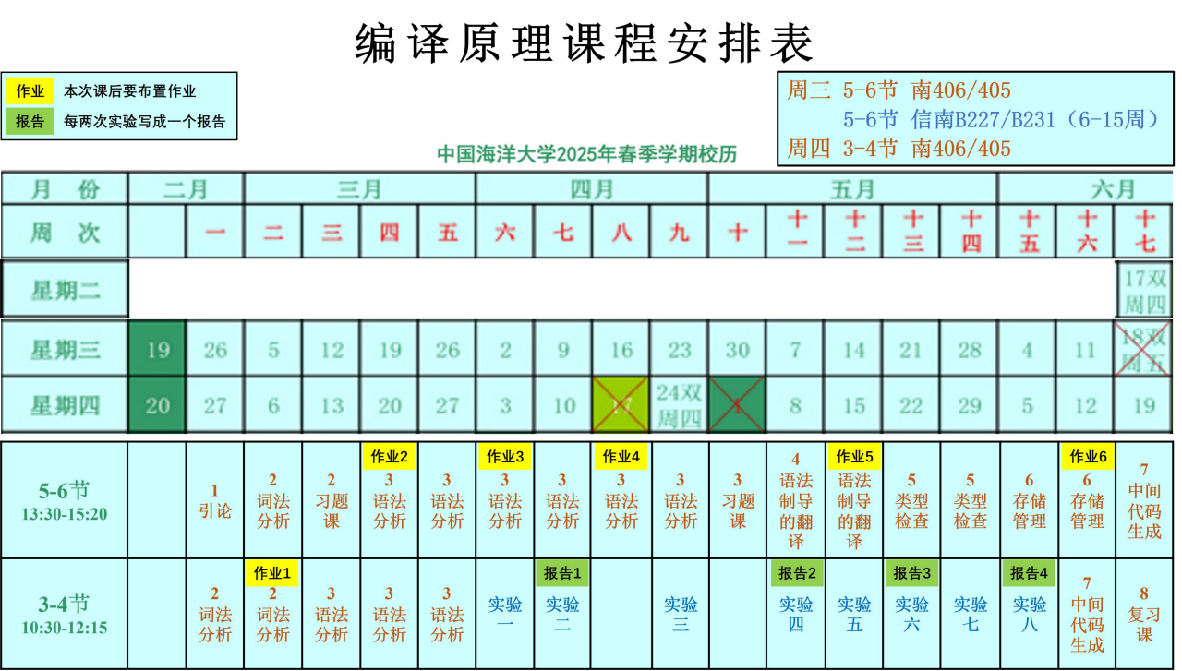 编译原理课程安排表
作业 本次课后要布置作业
报告 每两次实验写成一个报告
周三 5-6节 南406/405
5-6节 信南B227/B231（6-15周）
周四 3-4节 南406/405
中国海洋大学2025年春季学期校历
月 份 二月 三月 四月 五月 六月
周 次 一 二 三 四 五 六 七 八 九 十 十一 十二 十三 十四 十五 十六 十七
星期二 17双周四
星期三 19 26 5 12 19 26 2 9 16 23 30 7 14 21 28 4 11 18双周五
星期四 20 27 6 13 20 27 3 10 17 24双周四 1 8 15 22 29 5 12 19
作业2 作业3 作业4 作业5 作业6
5-6节
13:30-15:20
1
引论
2
词法
分析
2
习题
课
3
语法
分析
3
语法
分析
3
语法
分析
3
语法
分析
3
语法
分析
3
语法
分析
3
习题
课
4
语法
制导
的翻
译
语法
制导
的翻
译
5
类型
检查
5
类型
检查
6
存储
管理
6
存储
管理
7
中间
代码
生成
作业1 报告1 报告2 报告3 报告4
3-4节
10:30-12:15
2
词法
分析
2
词法
分析
3
语法
分析
3
语法
分析
3
语法
分析
实验
一
实验
二
实验
三
实验
四
实验
五
实验
六
实验
七
实验
八
7
中间
代码
生成
8
复习
课